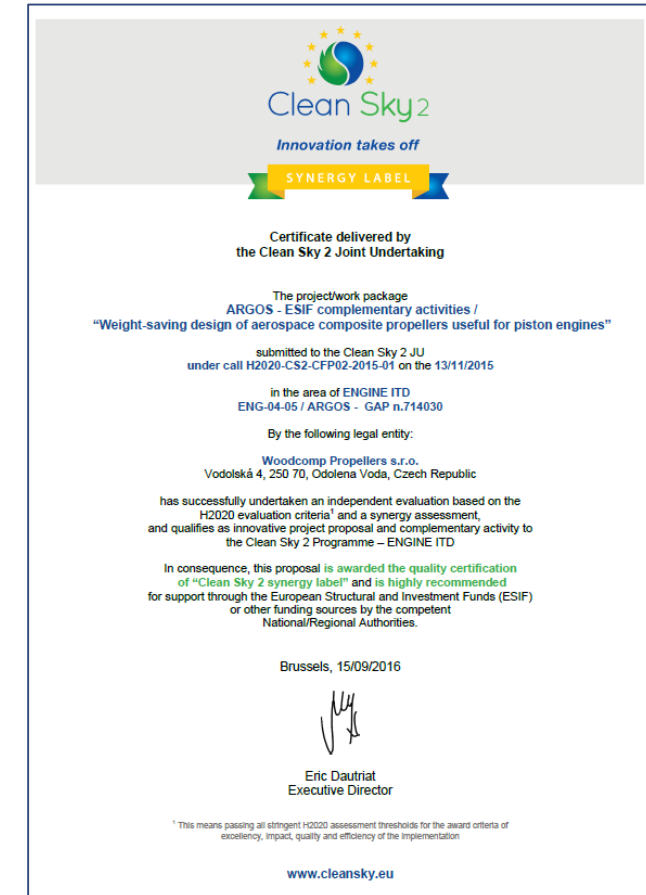 Clean Sky 2
Innovation takes off
SYNERGY LABEL
Certificate delivered by
the Clean Sky 2 Joint Undertaking
The project/work package
ARGOS - ESIF complementary activities /
“Weight-saving design of aerospace composite propellers useful for piston engines”
submitted to the Clean Sky 2 JU
under call H2020-CS2-CFP02-2015-01 on the 13/11/2015
in the area of ENGINE ITD
ENG-04-05 / ARGOS - GAP n.714030
By the following legal entity:
Woodcomp Propellers s.r.o.
Vodolská 4, 250 70, Odolena Voda, Czech Republic
has successfully undertaken an independent evaluation based on the
H2020 evaluation criteria¹ and a synergy assessment,
and qualifies as innovative project proposal and complementary activity to
the Clean Sky 2 Programme – ENGINE ITD
In consequence, this proposal is awarded the quality certification
of “Clean Sky 2 synergy label” and is highly recommended
for support through the European Structural and Investment Funds (ESIF)
or other funding sources by the competent
National/Regional Authorities.
Brussels, 15/09/2016
Eric Dautriat
Executive Director
¹ This means passing all stringent H2020 assessment thresholds for the award criteria of
excellency, impact, quality and efficiency of the implementation
www.cleansky.eu